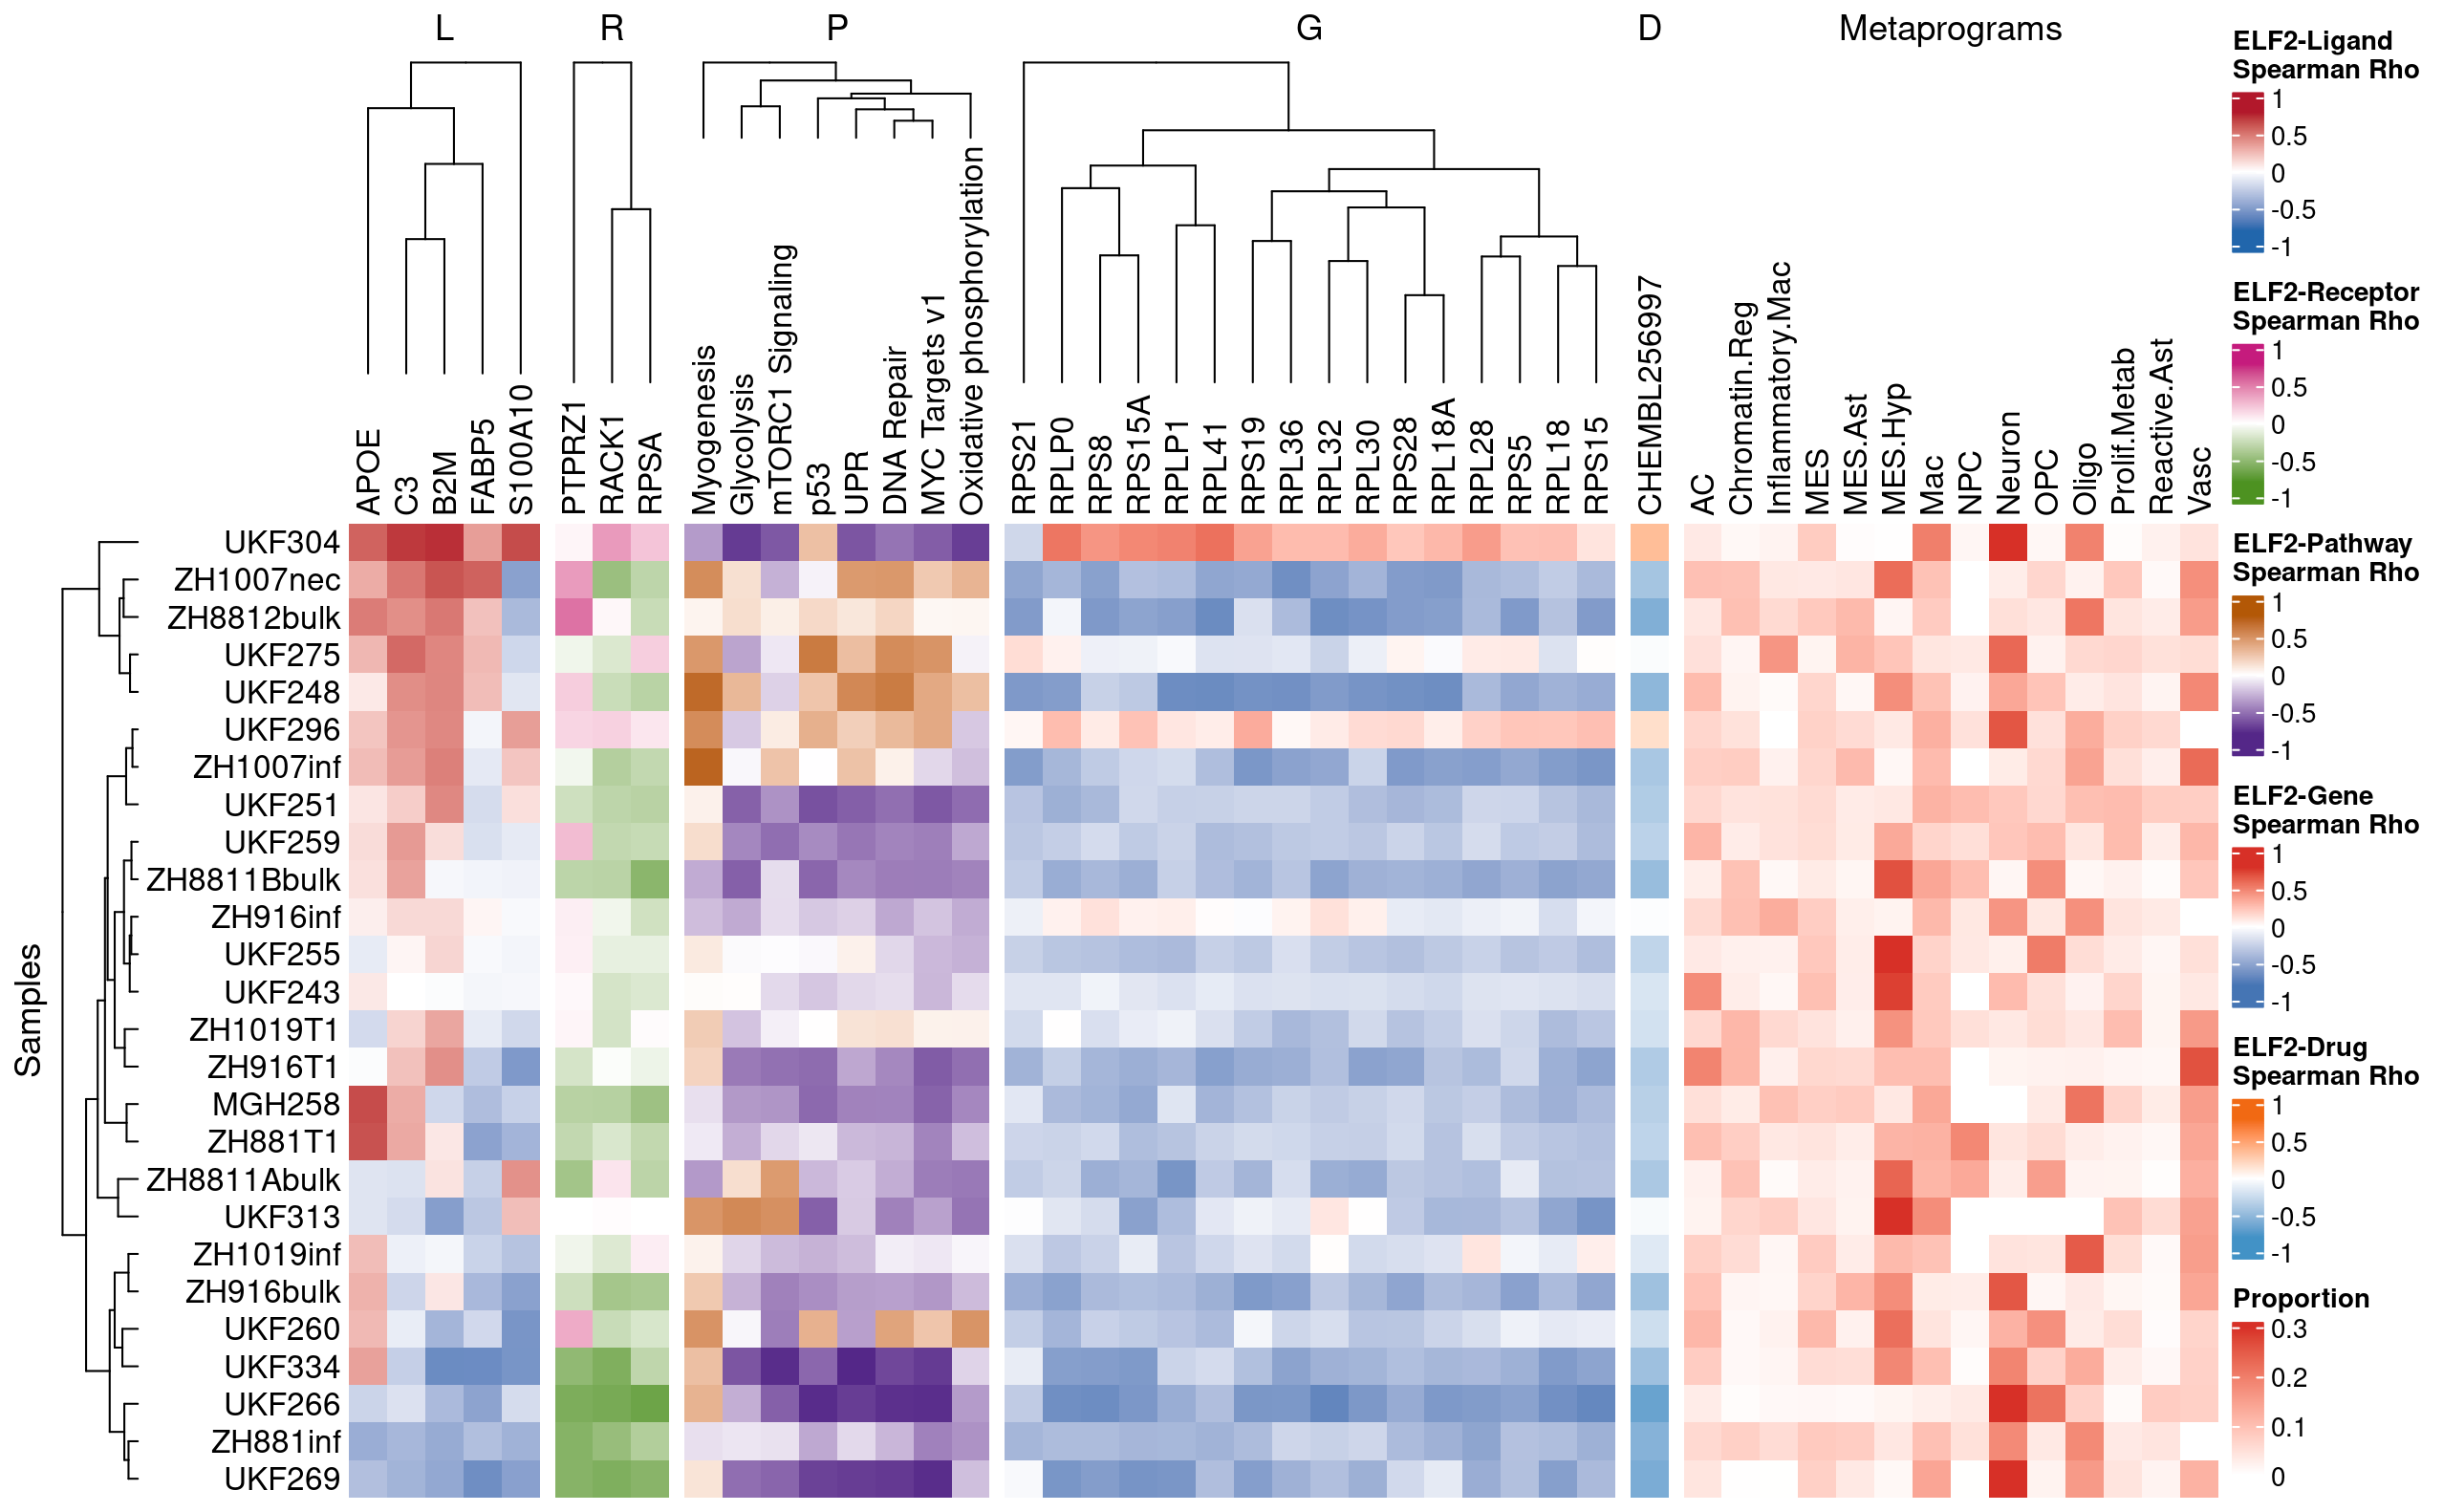 L R P G D Metaprograms
APOE C3 B2M FABP5 S100A10
PTPRZ1 RACK1 RPSA
Myogenesis
Glycolysis
mTORC1 Signaling
p53
UPR
DNA Repair
MYC Targets v1
Oxidative phosphorylation
RPS21 RPLP0 RPS8 RPS15A RPLP1 RPL41 RPS19 RPL36 RPL32 RPL30 RPS28 RPL18A RPL28 RPS5 RPL18 RPS15
CHEMBL256997
AC
Chromatin.Reg
Inflammatory.Mac
MES
MES.Ast
MES.Hyp
Mac
NPC
Neuron
OPC
Oligo
Prolif.Metab
Reactive.Ast
Vasc
Samples
UKF304
ZH1007nec
ZH8812bulk
UKF275
UKF248
UKF296
ZH1007inf
UKF251
UKF259
ZH8811Bbulk
ZH916inf
UKF255
UKF243
ZH1019T1
ZH916T1
MGH258
ZH881T1
ZH8811Abulk
UKF313
ZH1019inf
ZH916bulk
UKF260
UKF334
UKF266
ZH881inf
UKF269
ELF2-Ligand
Spearman Rho
1
0.5
0
-0.5
-1
ELF2-Receptor
Spearman Rho
1
0.5
0
-0.5
-1
ELF2-Pathway
Spearman Rho
1
0.5
0
-0.5
-1
ELF2-Gene
Spearman Rho
1
0.5
0
-0.5
-1
ELF2-Drug
Spearman Rho
1
0.5
0
-0.5
-1
Proportion
0.3
0.2
0.1
0